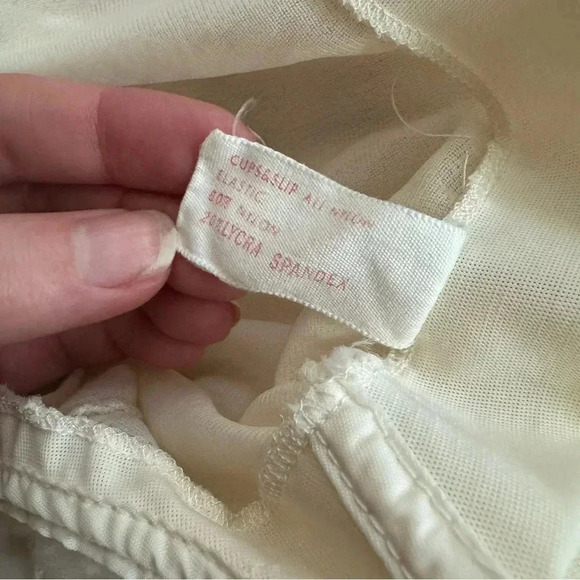 CUPS&SLIP ALL NYLON
ELASTIC
80% NYLON
20%LYCRA SPANDEX